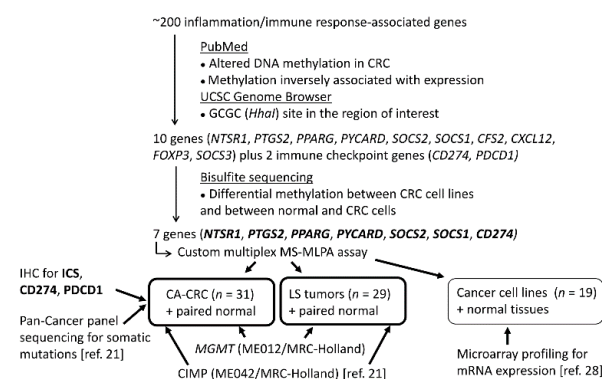 ~200 inflammation/immune response-associated genes
PubMed
• Altered DNA methylation in CRC
• Methylation inversely associated with expression
UCSC Genome Browser
• GCGC (HhaI) site in the region of interest
10 genes (NTSR1, PTGS2, PPARG, PYCARD, SOCS2, SOCS1, CFS2, CXCL12,
FOXP3, SOCS3) plus 2 immune checkpoint genes (CD274, PDCD1)
Bisulfite sequencing
• Differential methylation between CRC cell lines
and between normal and CRC cells
7 genes (NTSR1, PTGS2, PPARG, PYCARD, SOCS2, SOCS1, CD274)
Custom multiplex MS-MLPA assay
IHC for ICS,
CD274, PDCD1
Pan-Cancer panel
sequencing for somatic
mutations [ref. 21]
CA-CRC (n = 31)
+ paired normal
LS tumors (n = 29)
+ paired normal
Cancer cell lines (n = 19)
+ normal tissues
MGMT (ME012/MRC-Holland)
CIMP (ME042/MRC-Holland) [ref. 21]
Microarray profiling for
mRNA expression [ref. 28]